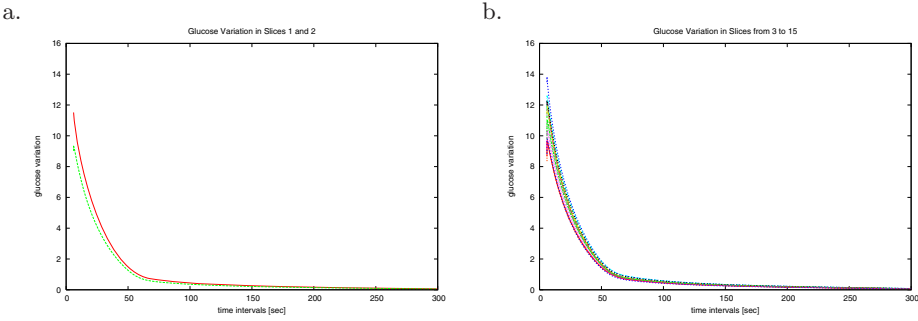 a.
Glucose Variation in Slices 1 and 2
16
14
12
10
8
6
4
2
0
glucose variation
0 50 100 150 200 250 300
time intervals [sec]
b.
Glucose Variation in Slices from 3 to 15
16
14
12
10
8
6
4
2
0
glucose variation
0 50 100 150 200 250 300
time intervals [sec]